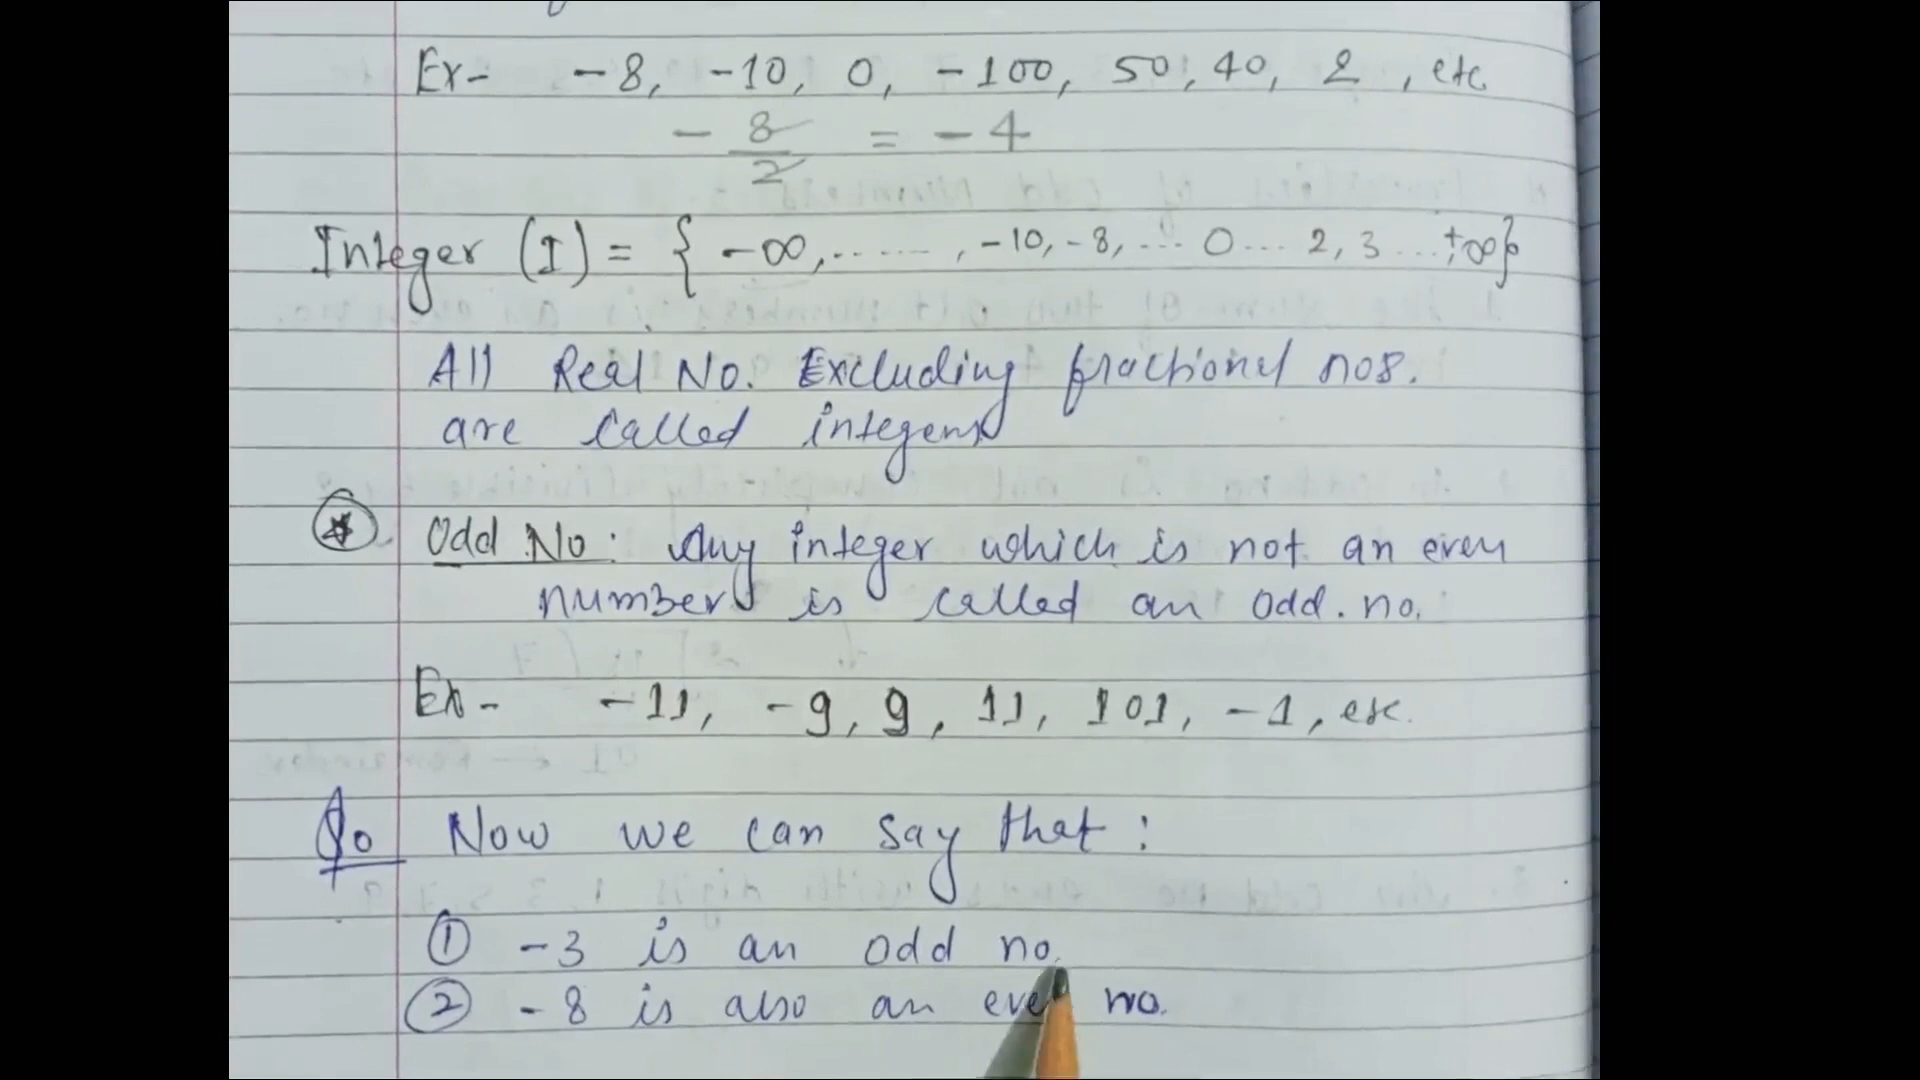 Ex- -8, -10, 0, -100, 50, 40, 2, etc
- 8/2 = -4
Integer (I) = { -∞, ......, -10, -8, ... 0 ... 2, 3 ... , +∞}
All Real No. Excluding fractional nos.
are called integers
Odd No: Any integer which is not an even
number is called an odd. no.
Ex- -11, -9, 9, 11, 101, -1, etc.
So Now we can say that:
① -3 is an odd no.
② -8 is also an even no.